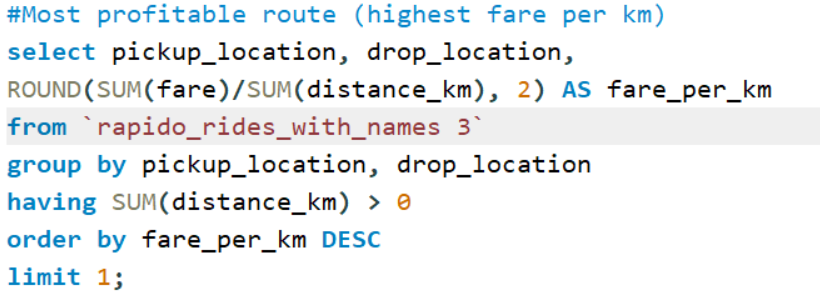 #Most profitable route (highest fare per km)
select pickup_location, drop_location,
ROUND(SUM(fare)/SUM(distance_km), 2) AS fare_per_km
from `rapido_rides_with_names 3`
group by pickup_location, drop_location
having SUM(distance_km) > 0
order by fare_per_km DESC
limit 1;